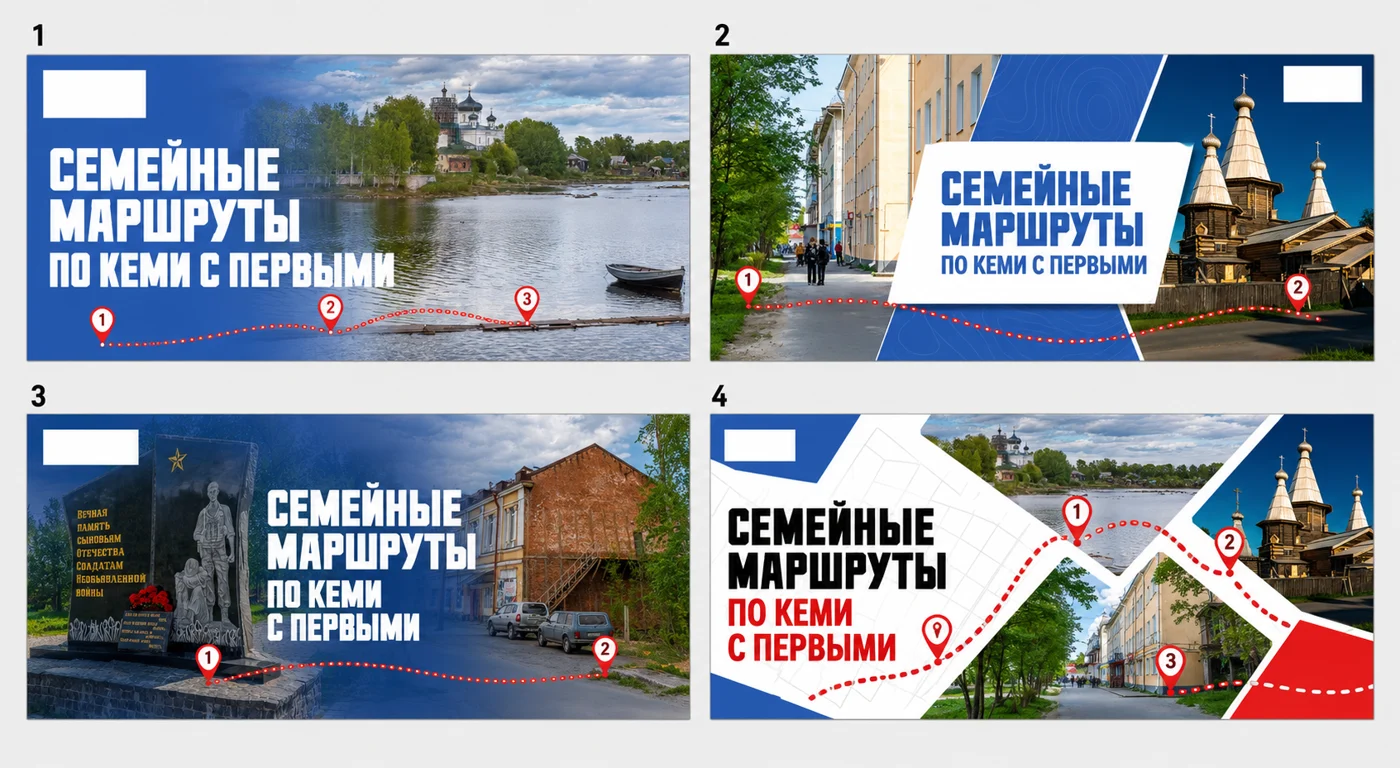 1
СЕМЕЙНЫЕ
МАРШРУТЫ
ПО КЕМИ С ПЕРВЫМИ
1
2
3
2
СЕМЕЙНЫЕ
МАРШРУТЫ
ПО КЕМИ С ПЕРВЫМИ
1
2
3
ВЕЧНАЯ
ПАМЯТЬ
СЫНОВЬЯМ
ОТЕЧЕСТВА
СОЛДАТАМ
НЕОБЪЯВЛЕННОЙ
ВОЙНЫ
СЕМЕЙНЫЕ
МАРШРУТЫ
ПО КЕМИ
С ПЕРВЫМИ
1
2
4
СЕМЕЙНЫЕ
МАРШРУТЫ
ПО КЕМИ
С ПЕРВЫМИ
1
2
3